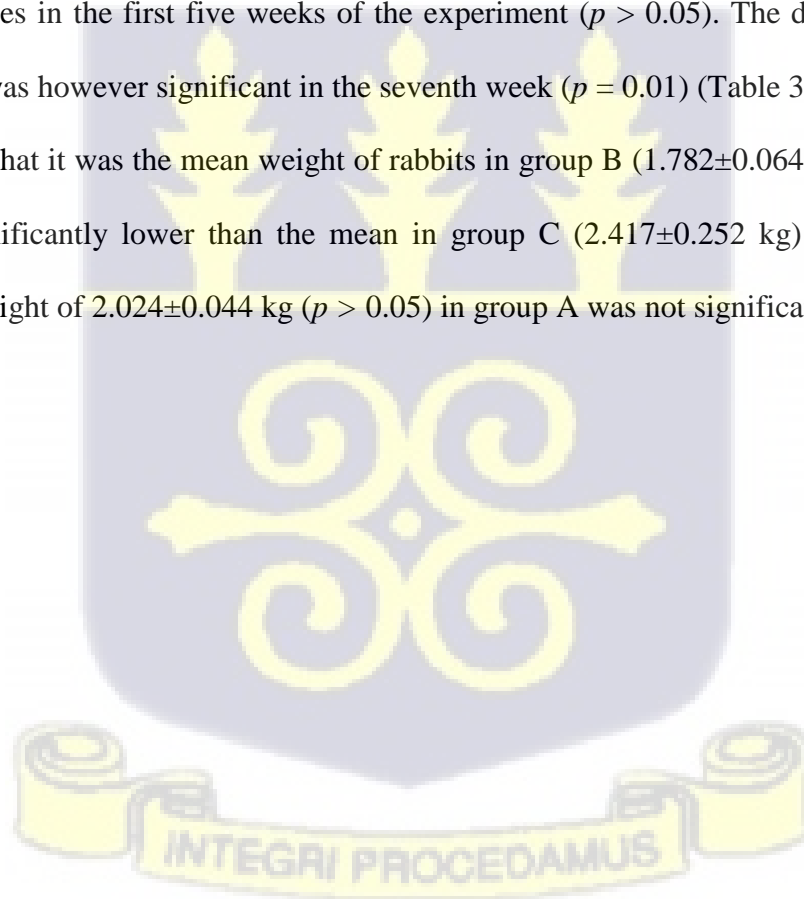 es in the first five weeks of the experiment (p > 0.05). The d
was however significant in the seventh week (p = 0.01) (Table 3
hat it was the mean weight of rabbits in group B (1.782±0.064
ificantly lower than the mean in group C (2.417±0.252 kg)
ight of 2.024±0.044 kg (p > 0.05) in group A was not significa
INTEGRI PROCEDAMUS